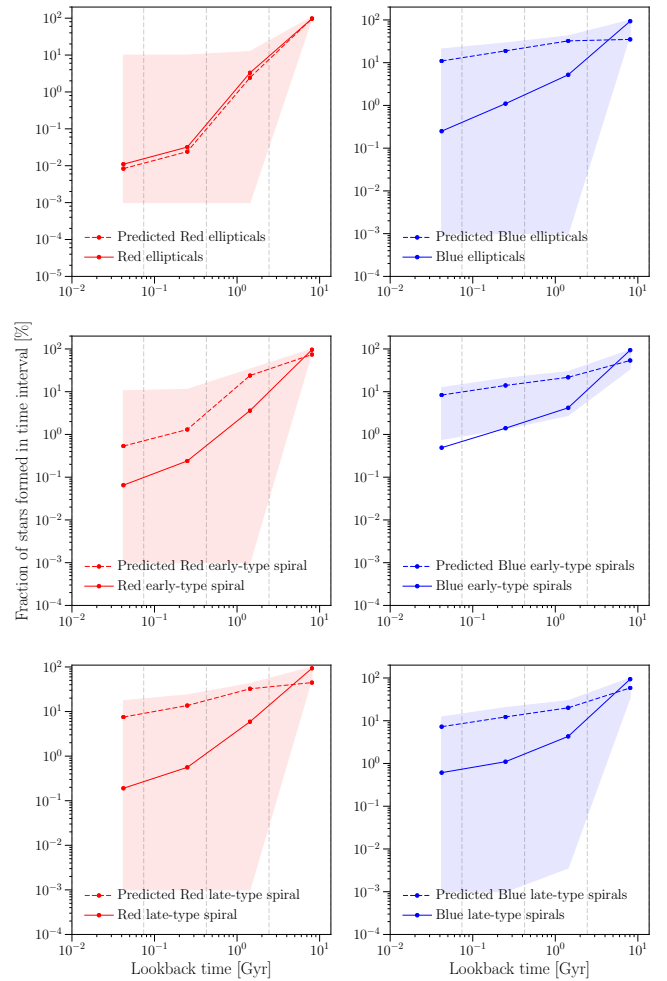 Fraction of stars formed in time interval [%]
10^2
10^1
10^0
10^-1
10^-2
10^-3
10^-4
10^-5
Predicted Red ellipticals
Red ellipticals
10^-2 10^-1 10^0 10^1
10^2
10^1
10^0
10^-1
10^-2
10^-3
10^-4
Predicted Blue ellipticals
Blue ellipticals
10^-2 10^-1 10^0 10^1
10^2
10^1
10^0
10^-1
10^-2
10^-3
10^-4
Predicted Red early-type spiral
Red early-type spiral
10^-2 10^-1 10^0 10^1
10^2
10^1
10^0
10^-1
10^-2
10^-3
10^-4
Predicted Blue early-type spirals
Blue early-type spirals
10^-2 10^-1 10^0 10^1
10^2
10^1
10^0
10^-1
10^-2
10^-3
10^-4
Predicted Red late-type spiral
Red late-type spiral
10^-2 10^-1 10^0 10^1
Lookback time [Gyr]
10^2
10^1
10^0
10^-1
10^-2
10^-3
10^-4
Predicted Blue late-type spirals
Blue late-type spirals
10^-2 10^-1 10^0 10^1
Lookback time [Gyr]